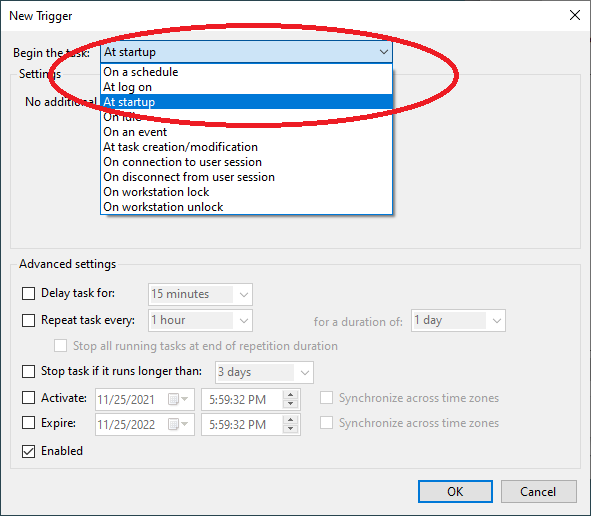 New Trigger
Begin the task: At startup
On a schedule
Settings
At log on
No additional
At startup
On idle
On an event
At task creation/modification
On connection to user session
On disconnect from user session
On workstation lock
On workstation unlock
Advanced settings
Delay task for: 15 minutes
Repeat task every: 1 hour for a duration of: 1 day
Stop all running tasks at end of repetition duration
Stop task if it runs longer than: 3 days
Activate: 11/25/2021 5:59:32 PM Synchronize across time zones
Expire: 11/25/2022 5:59:32 PM Synchronize across time zones
Enabled
OK Cancel